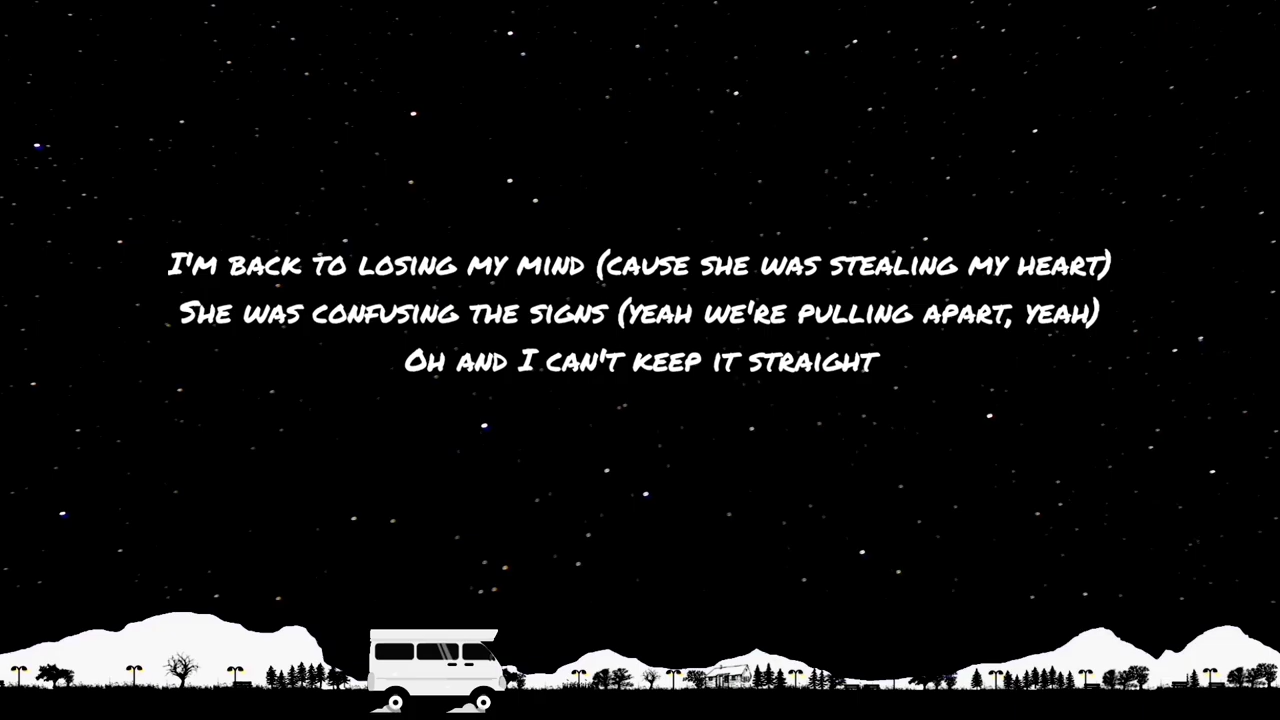 I'm back to losing my mind (cause she was stealing my heart)
She was confusing the signs (yeah we're pulling apart, yeah)
Oh and I can't keep it straight